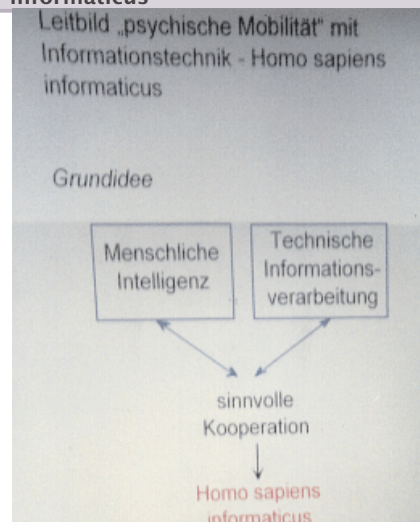 informaticus
Leitbild „psychische Mobilität" mit
Informationstechnik - Homo sapiens
informaticus
Grundidee
Menschliche
Intelligenz
Technische
Informations-
verarbeitung
sinnvolle
Kooperation
Homo sapiens
informaticus